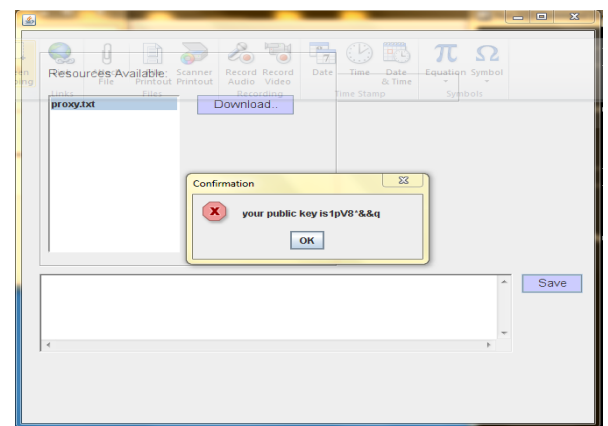 Resources Available:
Scanner Printout
Record Audio
Record Video
Date
Time
Date & Time
Equation
Symbol
Links
Files
Recording
Time Stamp
Symbols
File
Printout
proxy.txt
Download..
Confirmation
your public key is1pV8*&&q
OK
Save